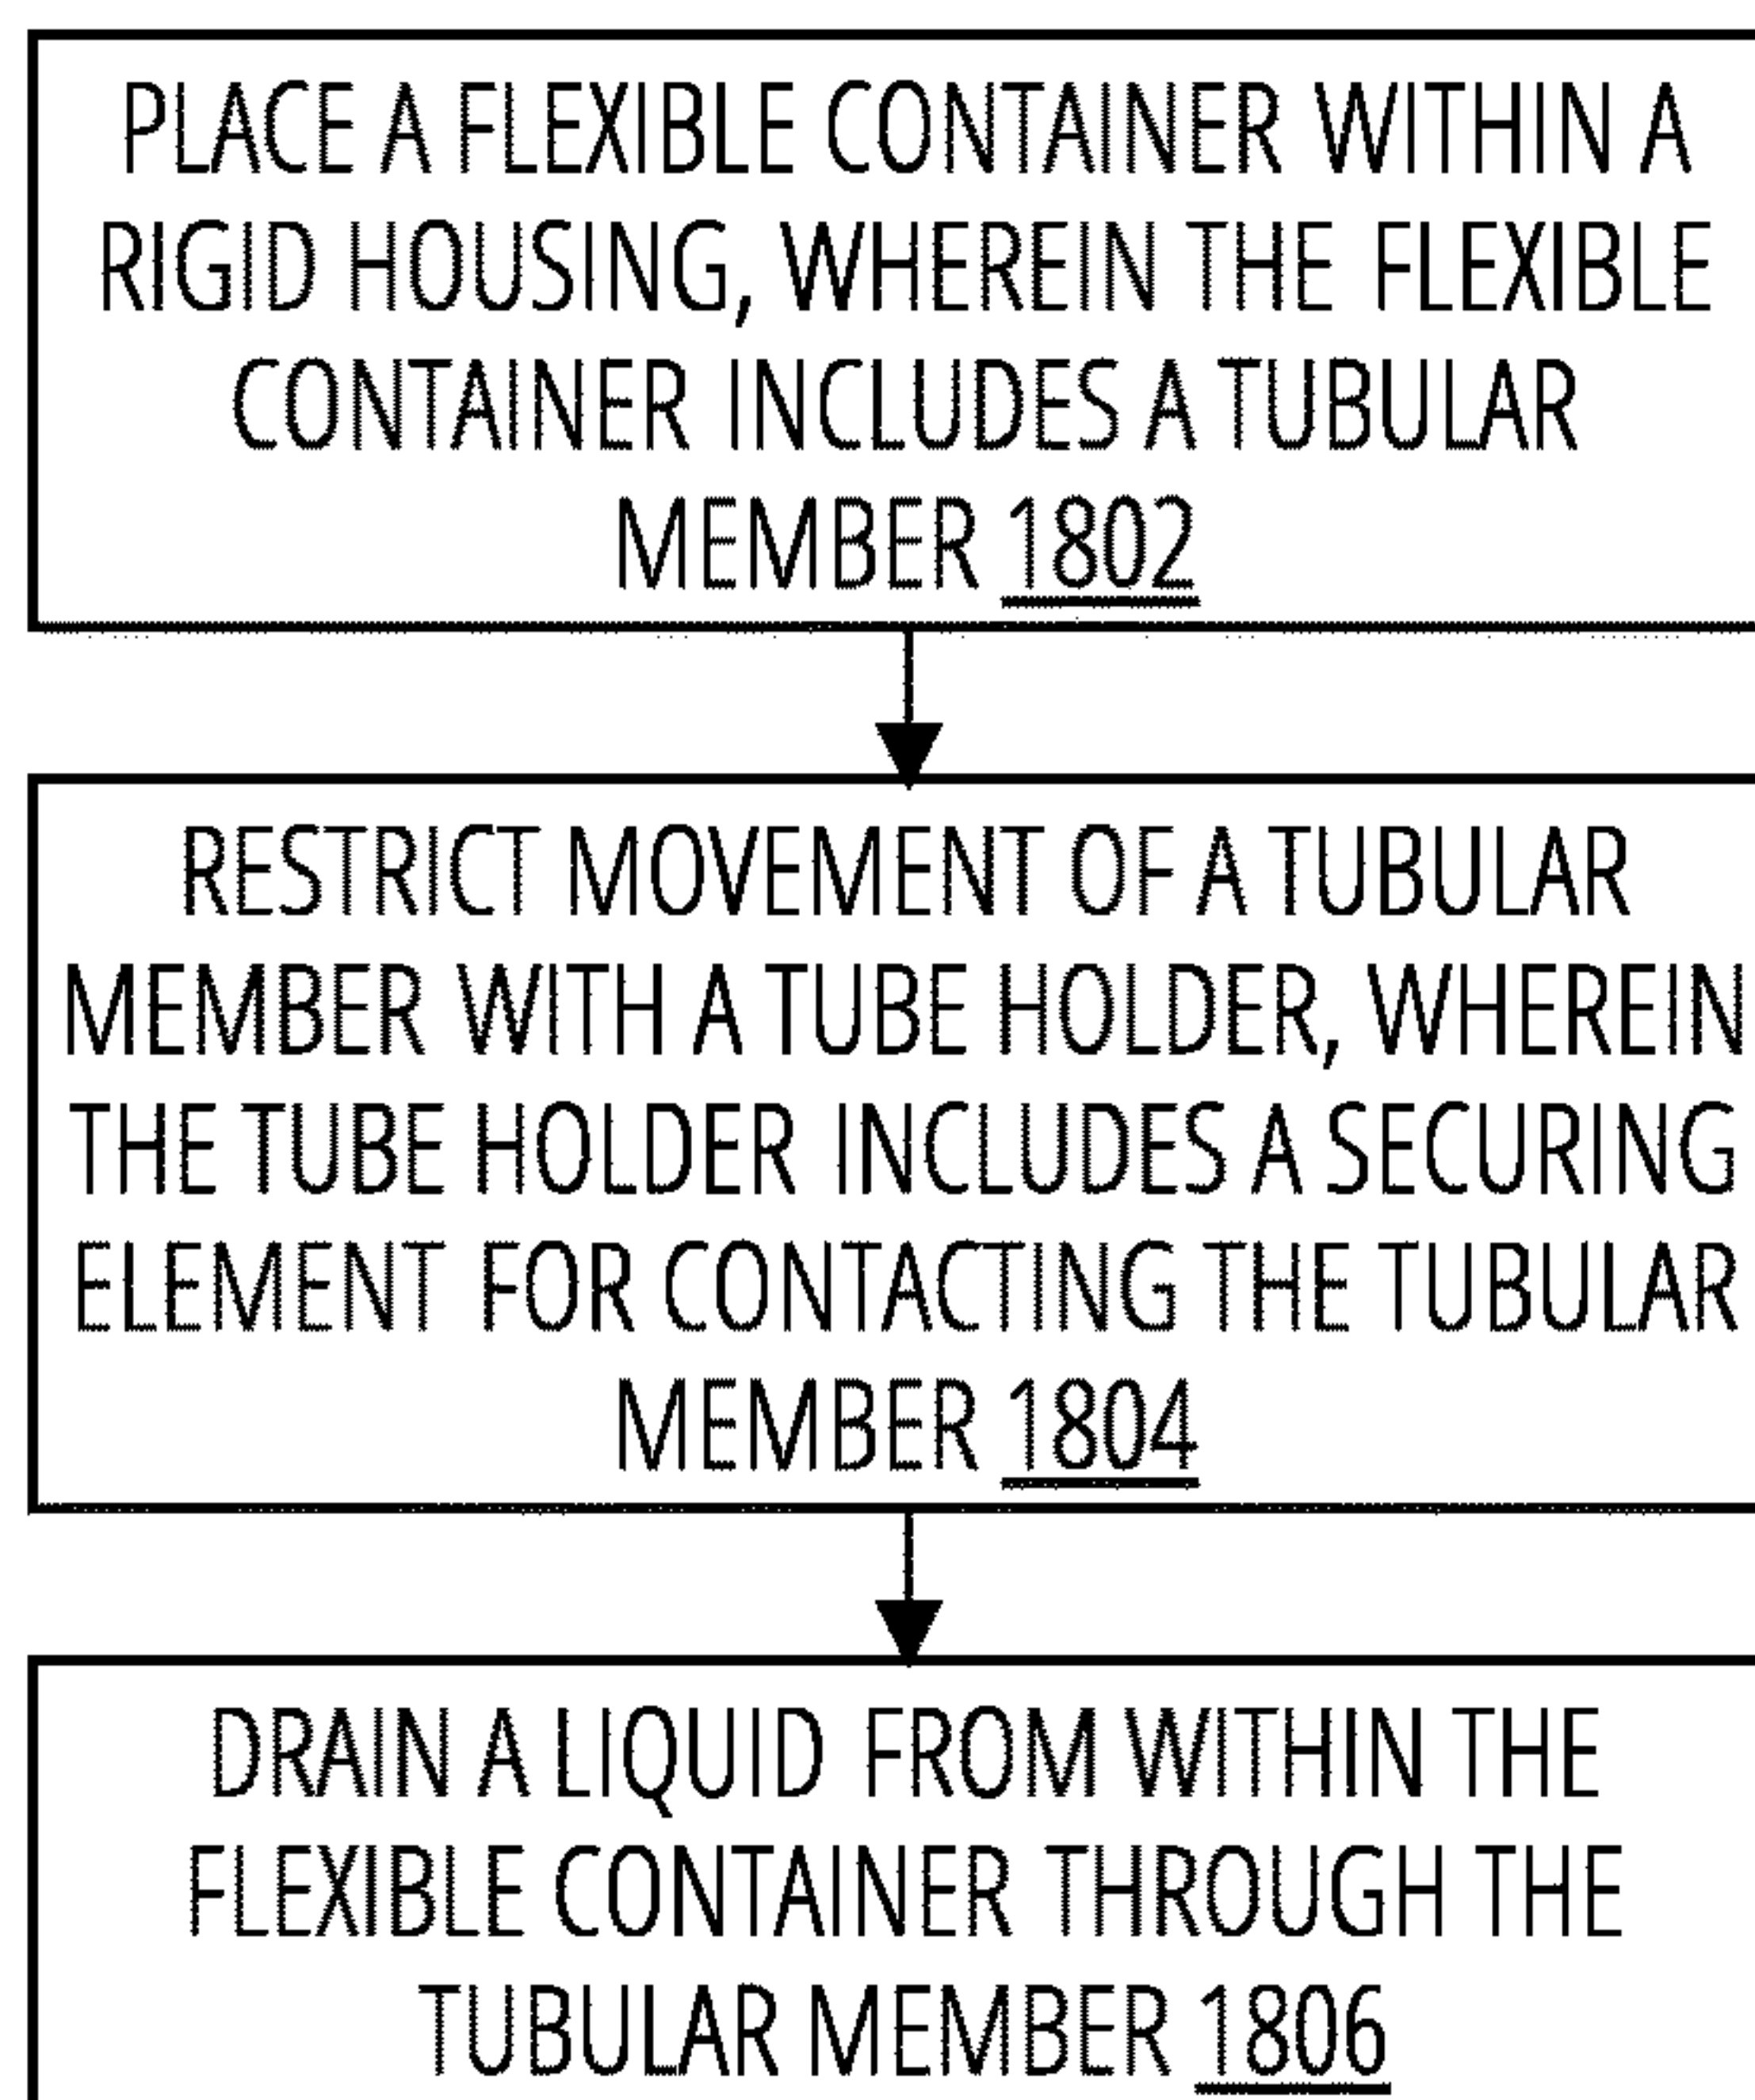 PLACE A FLEXIBLE CONTAINER WITHIN A
RIGID HOUSING, WHEREIN THE FLEXIBLE
CONTAINER INCLUDES A TUBULAR
MEMBER 1802
RESTRICT MOVEMENT OF A TUBULAR
MEMBER WITH A TUBE HOLDER, WHEREIN
THE TUBE HOLDER INCLUDES A SECURING
ELEMENT FOR CONTACTING THE TUBULAR
MEMBER 1804
DRAIN A LIQUID FROM WITHIN THE
FLEXIBLE CONTAINER THROUGH THE
TUBULAR MEMBER 1806